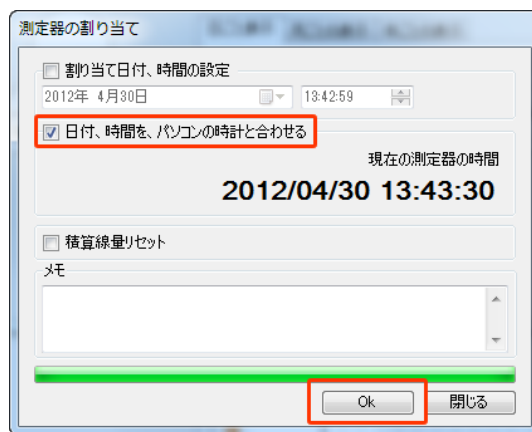 測定器の割り当て
割り当て日付、時間の設定
2012年 4月30日 13:42:59
日付、時間を、パソコンの時計と合わせる
現在の測定器の時間
2012/04/30 13:43:30
積算線量リセット
メモ
Ok 閉じる